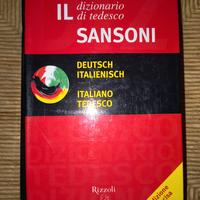 IL dizionario
di tedesco
SANSONI
DEUTSCH
ITALIENISCH
ITALIANO
TEDESCO
Rizzoli